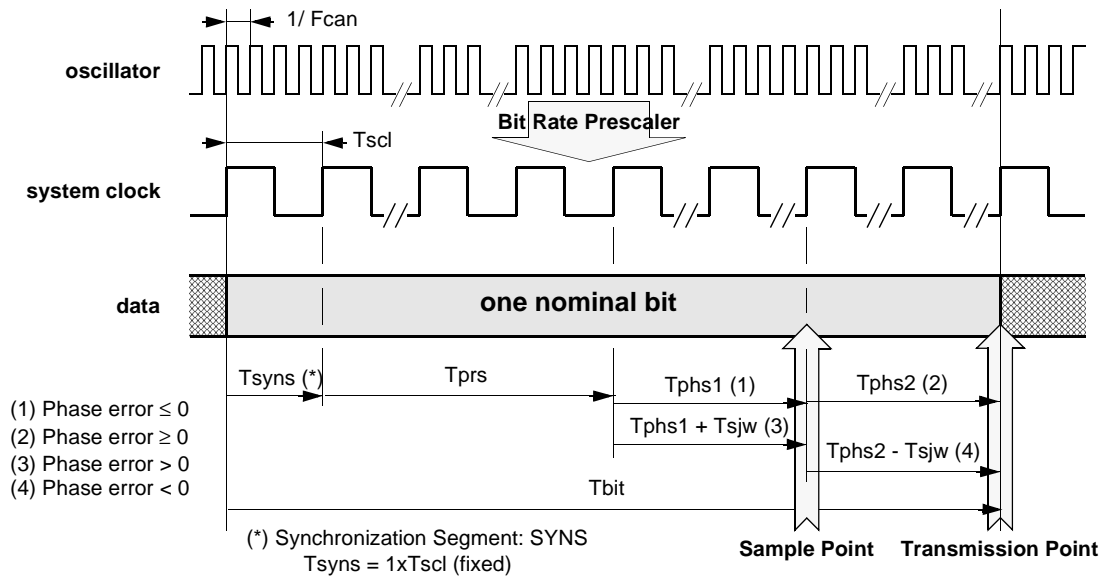 1/ Fcan
oscillator
Bit Rate Prescaler
Tscl
system clock
data
one nominal bit
Tsyns (*)
Tprs
Tphs1 (1)
Tphs2 (2)
(1) Phase error ≤ 0
(2) Phase error ≥ 0
(3) Phase error > 0
(4) Phase error < 0
Tphs1 + Tsjw (3)
Tphs2 - Tsjw (4)
Tbit
(*) Synchronization Segment: SYNS
Tsyns = 1xTscl (fixed)
Sample Point
Transmission Point